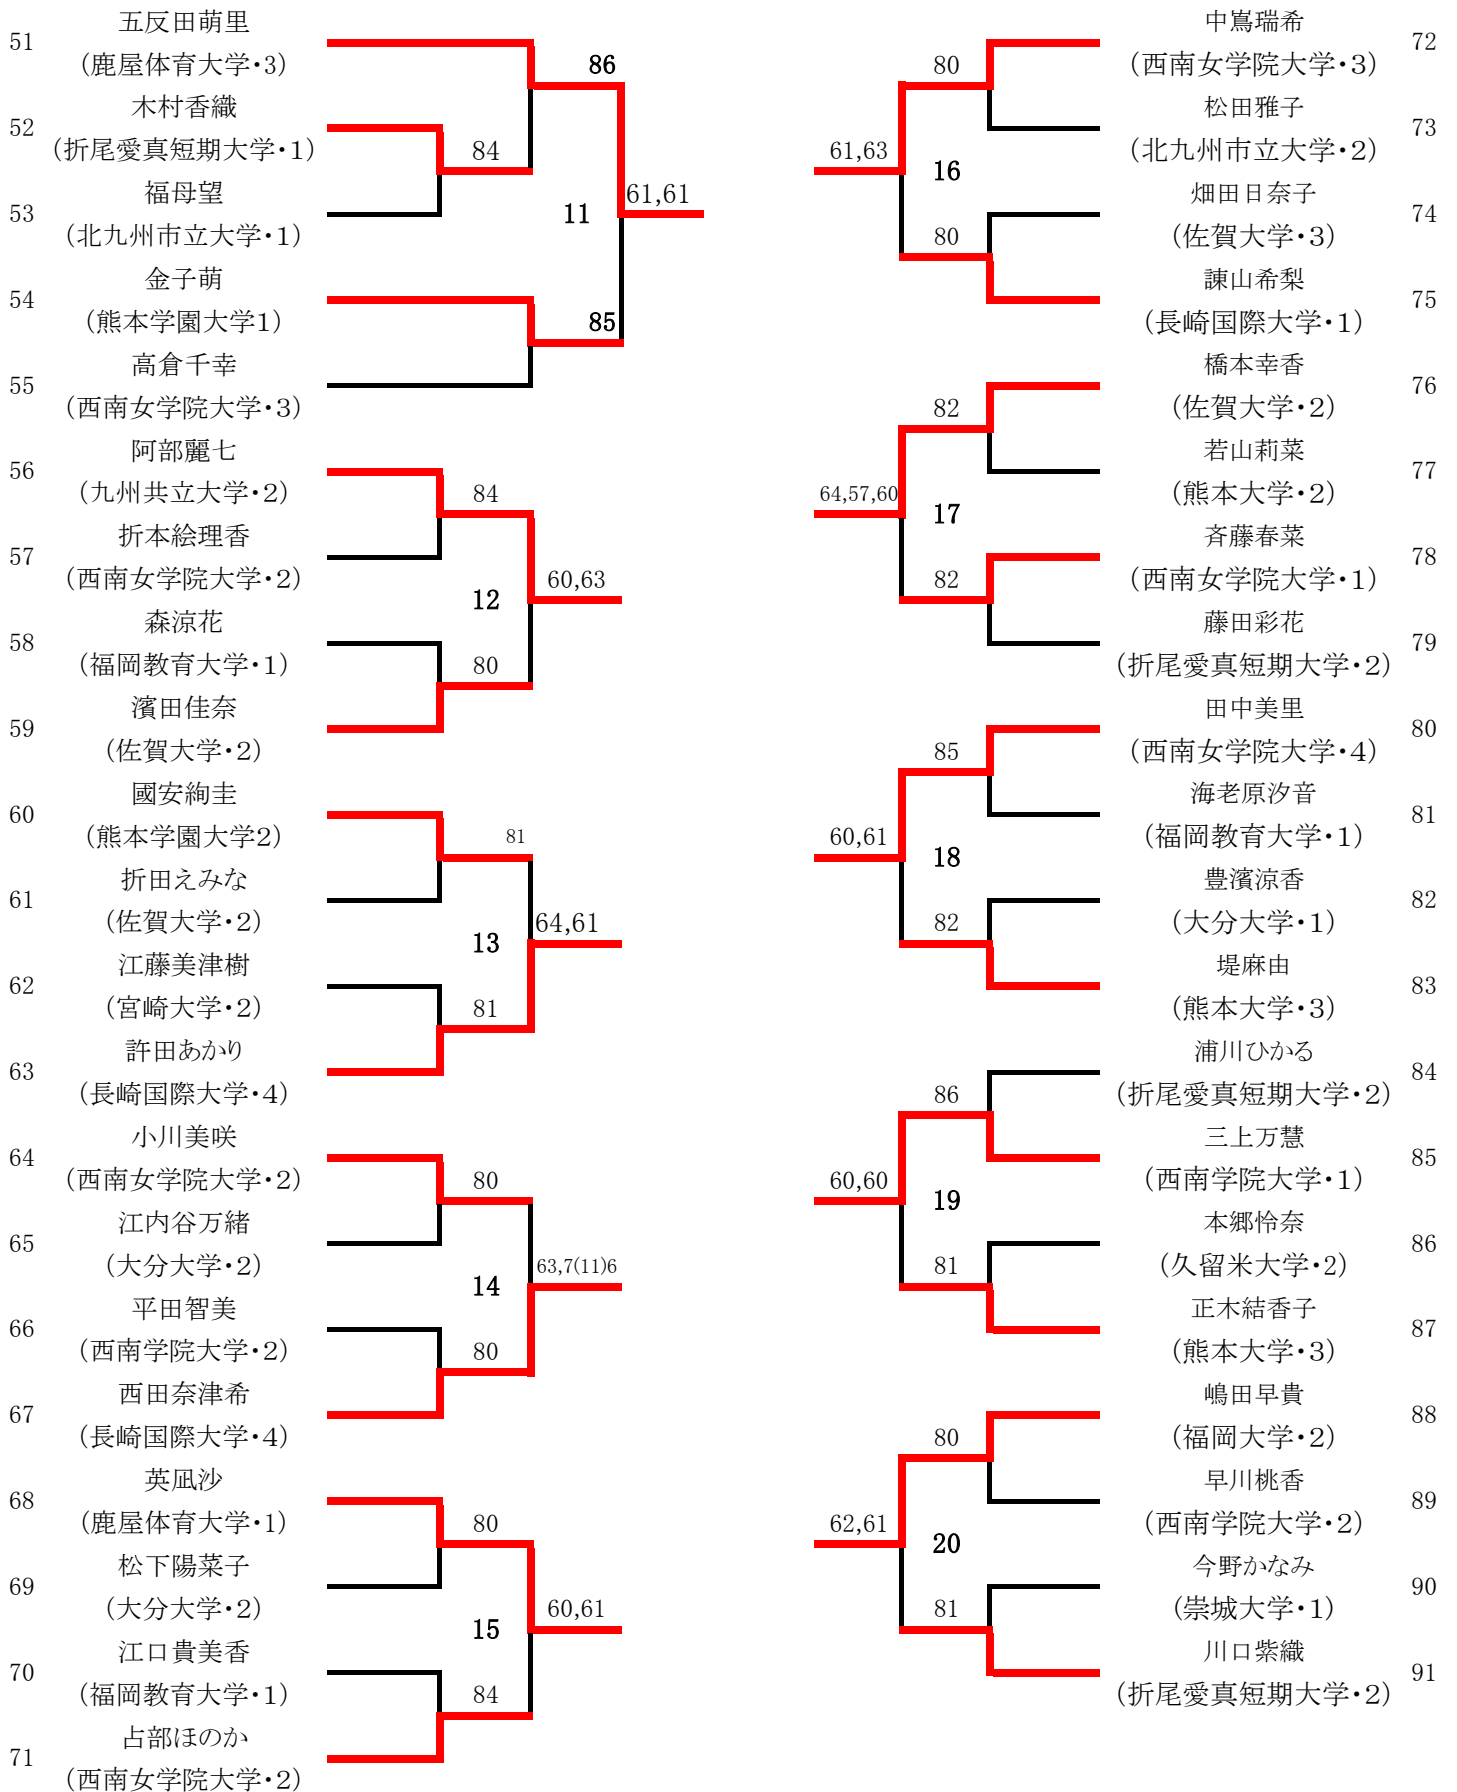 51 五反田萌里
(鹿屋体育大学・3)
86
52 木村香織
(折尾愛真短期大学・1)
84
53 福母望
(北九州市立大学・1)
11
61,61
54 金子萌
(熊本学園大学1)
85
55 高倉千幸
(西南女学院大学・3)
56 阿部麗七
(九州共立大学・2)
84
57 折本絵理香
(西南女学院大学・2)
12
60,63
58 森涼花
(福岡教育大学・1)
80
59 濱田佳奈
(佐賀大学・2)
60 國安絢圭
(熊本学園大学2)
81
61 折田えみな
(佐賀大学・2)
13
64,61
62 江藤美津樹
(宮崎大学・2)
81
63 許田あかり
(長崎国際大学・4)
64 小川美咲
(西南女学院大学・2)
80
65 江内谷万緒
(大分大学・2)
14
63,7(11)6
66 平田智美
(西南学院大学・2)
80
67 西田奈津希
(長崎国際大学・4)
68 英凪沙
(鹿屋体育大学・1)
80
69 松下陽菜子
(大分大学・2)
15
60,61
70 江口貴美香
(福岡教育大学・1)
84
71 占部ほのか
(西南女学院大学・2)
中嶌瑞希 72
(西南女学院大学・3)
80
松田雅子 73
(北九州市立大学・2)
61,63
16
畑田日奈子 74
(佐賀大学・3)
80
諫山希梨 75
(長崎国際大学・1)
橋本幸香 76
(佐賀大学・2)
82
若山莉菜 77
(熊本大学・2)
64,57,60
17
斉藤春菜 78
(西南女学院大学・1)
82
藤田彩花 79
(折尾愛真短期大学・2)
田中美里 80
(西南女学院大学・4)
85
海老原汐音 81
(福岡教育大学・1)
60,61
18
豊濱涼香 82
(大分大学・1)
82
堤麻由 83
(熊本大学・3)
浦川ひかる 84
(折尾愛真短期大学・2)
86
三上万慧 85
(西南学院大学・1)
60,60
19
本郷怜奈 86
(久留米大学・2)
81
正木結香子 87
(熊本大学・3)
嶋田早貴 88
(福岡大学・2)
80
早川桃香 89
(西南学院大学・2)
62,61
20
今野かなみ 90
(崇城大学・1)
81
川口紫織 91
(折尾愛真短期大学・2)